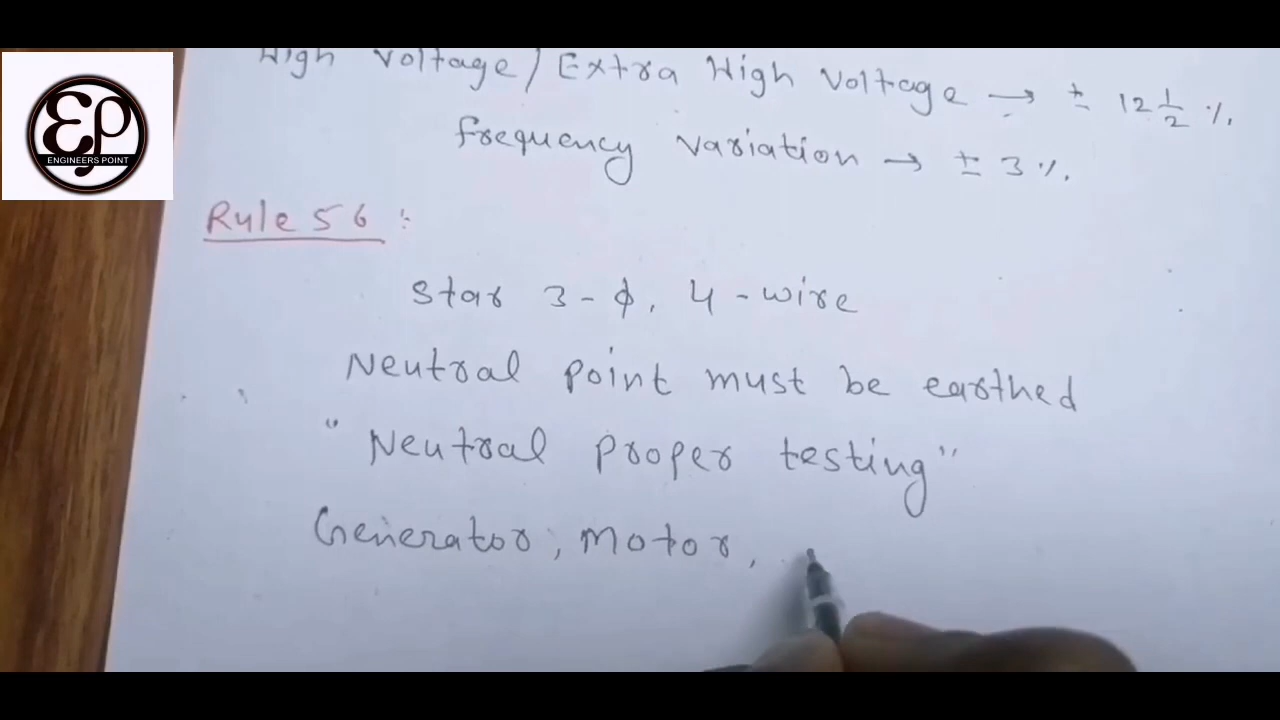 High Voltage/Extra High Voltage → ± 12 1/2 %.
frequency variation → ± 3 %.
Rule 56 :
Star 3-ϕ, 4-wire
Neutral point must be earthed
"Neutral proper testing"
Generator, Motor,
EP
ENGINEERS POINT